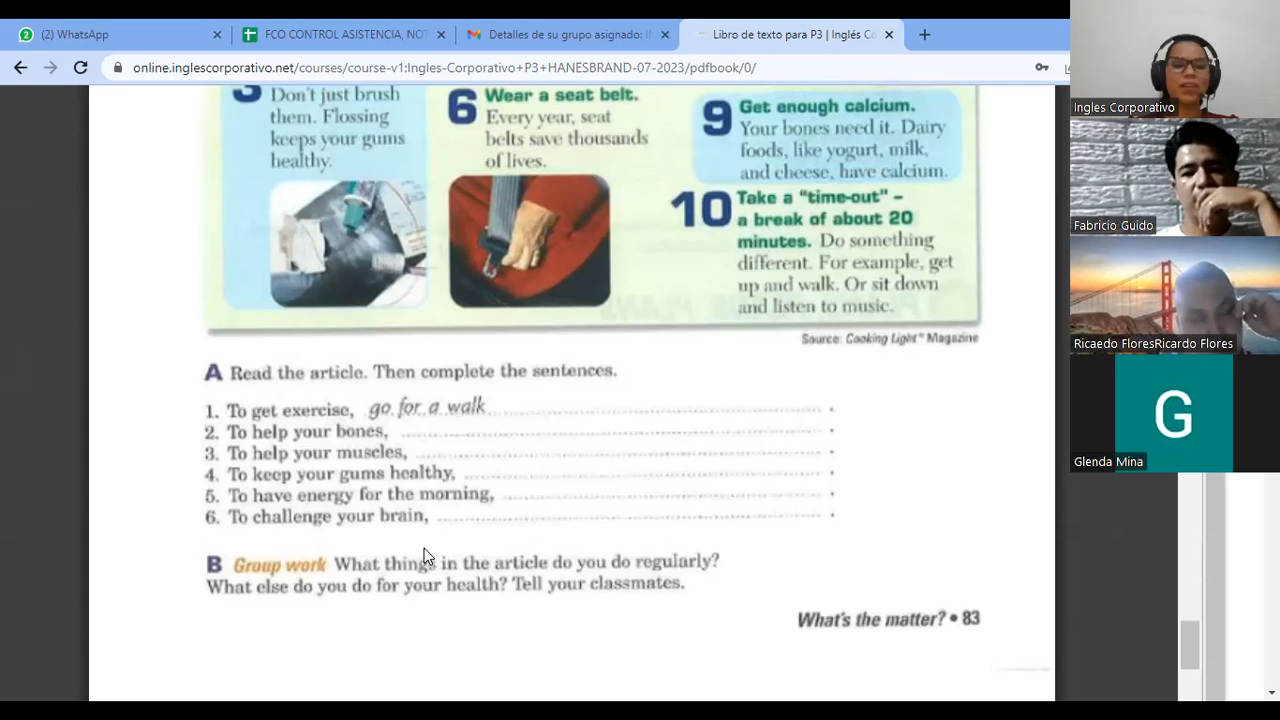 (2) WhatsApp
FCO CONTROL ASISTENCIA, NOT
Detalles de su grupo asignado: I
Libro de texto para P3 | Inglés Co
online.inglescorporativo.net/courses/course-v1:Ingles-Corporativo+P3+HANESBRAND-07-2023/pdfbook/0/
Don't just brush
them. Flossing
keeps your gums
healthy.
6 Wear a seat belt.
Every year, seat
belts save thousands
of lives.
9 Get enough calcium.
Your bones need it. Dairy
foods, like yogurt, milk,
and cheese, have calcium.
10 Take a "time-out" –
a break of about 20
minutes. Do something
different. For example, get
up and walk. Or sit down
and listen to music.
Source: Cooking Light® Magazine
A Read the article. Then complete the sentences.
1. To get exercise, go for a walk.
2. To help your bones, .
3. To help your muscles, .
4. To keep your gums healthy, .
5. To have energy for the morning, .
6. To challenge your brain, .
B Group work What things in the article do you do regularly?
What else do you do for your health? Tell your classmates.
What's the matter? • 83
Ingles Corporativo
Fabricio Guido
Ricaedo FloresRicardo Flores
G
Glenda Mina